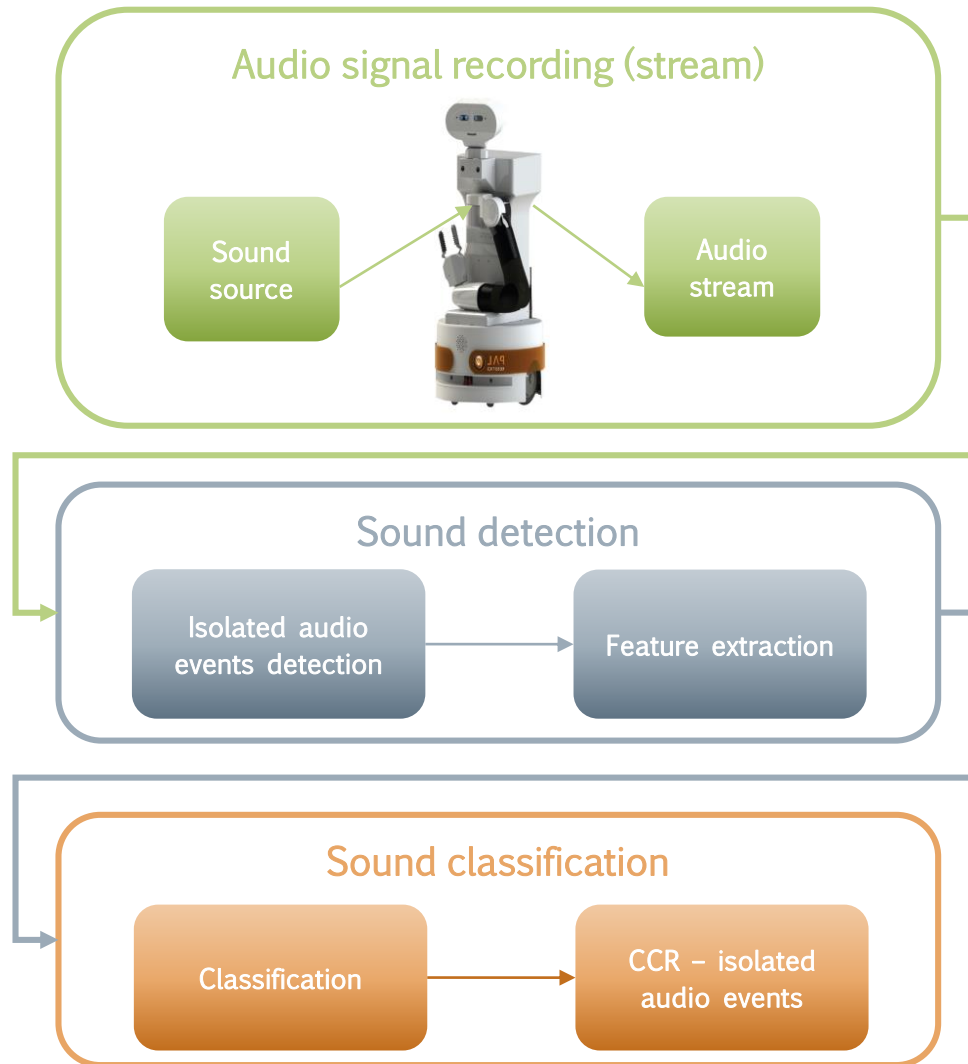 Audio signal recording (stream)
Sound
source
Audio
stream
PAL
Sound detection
Isolated audio
events detection
Feature extraction
Sound classification
Classification
CCR – isolated
audio events